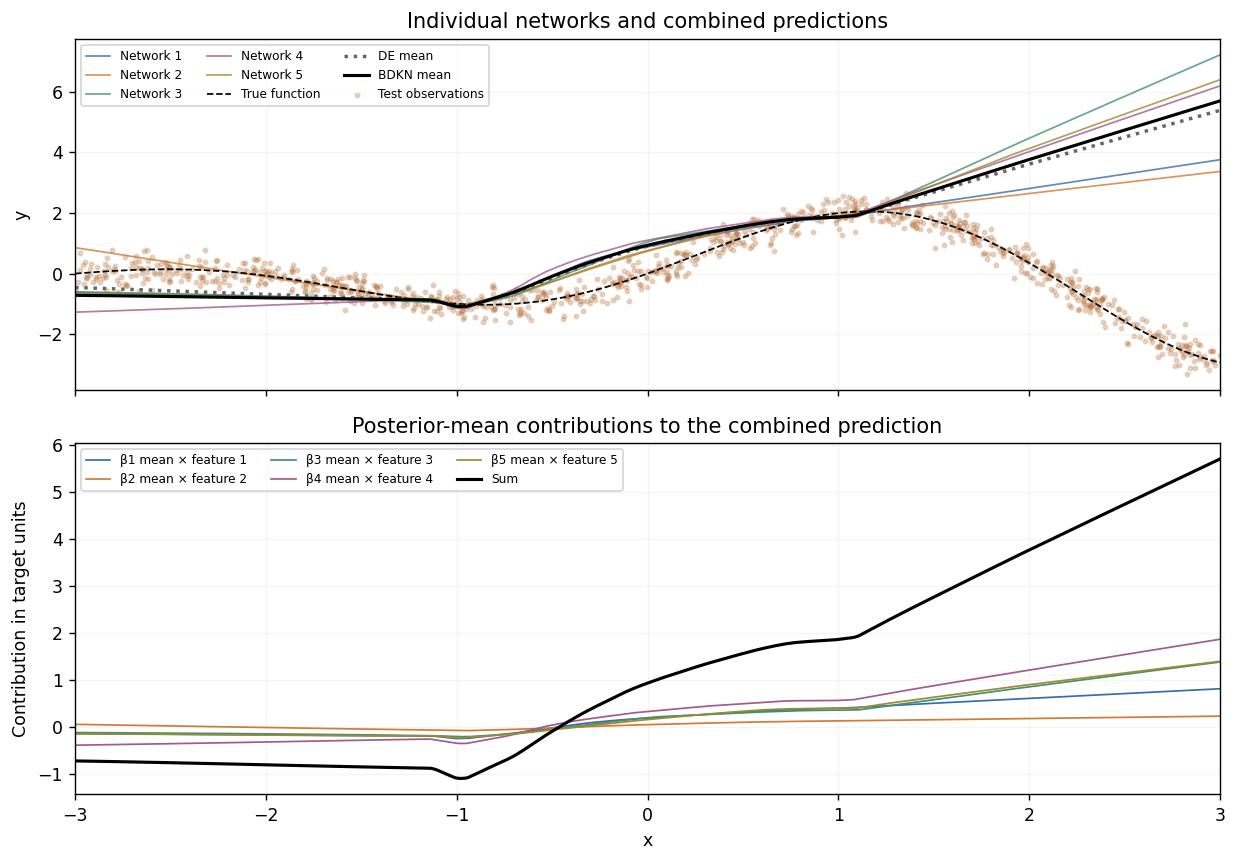 Individual networks and combined predictions
Network 1
Network 2
Network 3
Network 4
Network 5
True function
DE mean
BDKN mean
Test observations
y
6
4
2
0
−2
Posterior-mean contributions to the combined prediction
β1 mean × feature 1
β2 mean × feature 2
β3 mean × feature 3
β4 mean × feature 4
β5 mean × feature 5
Sum
Contribution in target units
6
5
4
3
2
1
0
−1
−3
−2
−1
0
1
2
3
x